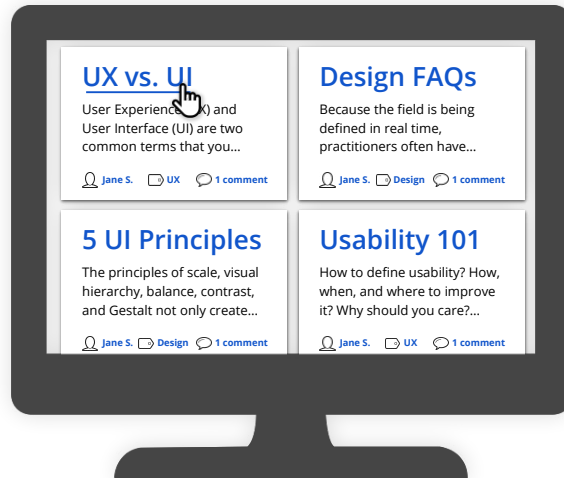 UX vs. UI
User Experience X) and
User Interface (UI) are two
common terms that you...
Jane S. UX 1 comment
Design FAQs
Because the field is being
defined in real time,
practitioners often have...
Jane S. Design 1 comment
5 UI Principles
The principles of scale, visual
hierarchy, balance, contrast,
and Gestalt not only create...
Jane S. Design 1 comment
Usability 101
How to define usability? How,
when, and where to improve
it? Why should you care?...
Jane S. UX 1 comment